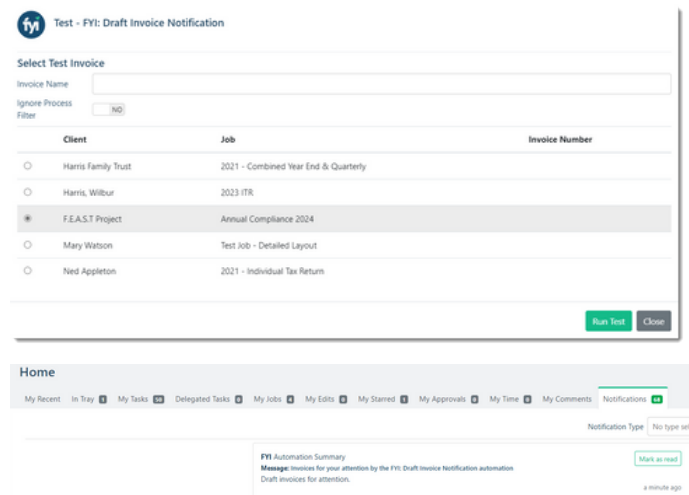 fyi Test - FYI: Draft Invoice Notification
Select Test Invoice
Invoice Name
Ignore Process
Filter NO
Client Job Invoice Number
Harris Family Trust 2021 - Combined Year End & Quarterly
Harris, Wilbur 2023 ITR
F.E.A.S.T Project Annual Compliance 2024
Mary Watson Test Job - Detailed Layout
Ned Appleton 2021 - Individual Tax Return
Run Test Close
Home
My Recent In Tray My Tasks Delegated Tasks My Jobs My Edits My Starred My Approvals My Time My Comments Notifications
Notification Type No type sel
FYI Automation Summary Mark as read
Message: Invoices for your attention by the FYI: Draft Invoice Notification automation
Draft invoices for attention.
a minute ago